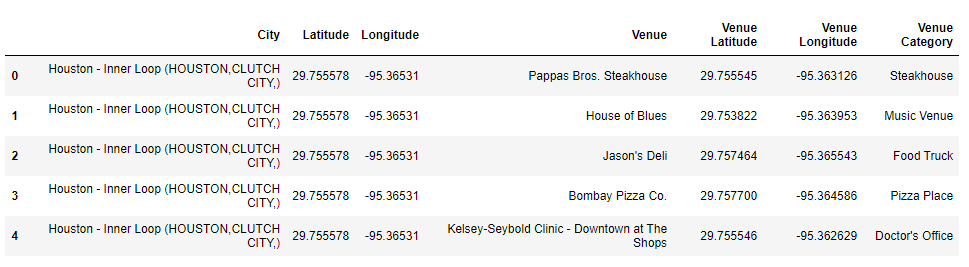 City Latitude Longitude Venue Venue Latitude Venue Longitude Venue Category
0 Houston - Inner Loop (HOUSTON,CLUTCH CITY,) 29.755578 -95.36531 Pappas Bros. Steakhouse 29.755545 -95.363126 Steakhouse
1 Houston - Inner Loop (HOUSTON,CLUTCH CITY,) 29.755578 -95.36531 House of Blues 29.753822 -95.363953 Music Venue
2 Houston - Inner Loop (HOUSTON,CLUTCH CITY,) 29.755578 -95.36531 Jason's Deli 29.757464 -95.365543 Food Truck
3 Houston - Inner Loop (HOUSTON,CLUTCH CITY,) 29.755578 -95.36531 Bombay Pizza Co. 29.757700 -95.364586 Pizza Place
4 Houston - Inner Loop (HOUSTON,CLUTCH CITY,) 29.755578 -95.36531 Kelsey-Seybold Clinic - Downtown at The Shops 29.755546 -95.362629 Doctor's Office